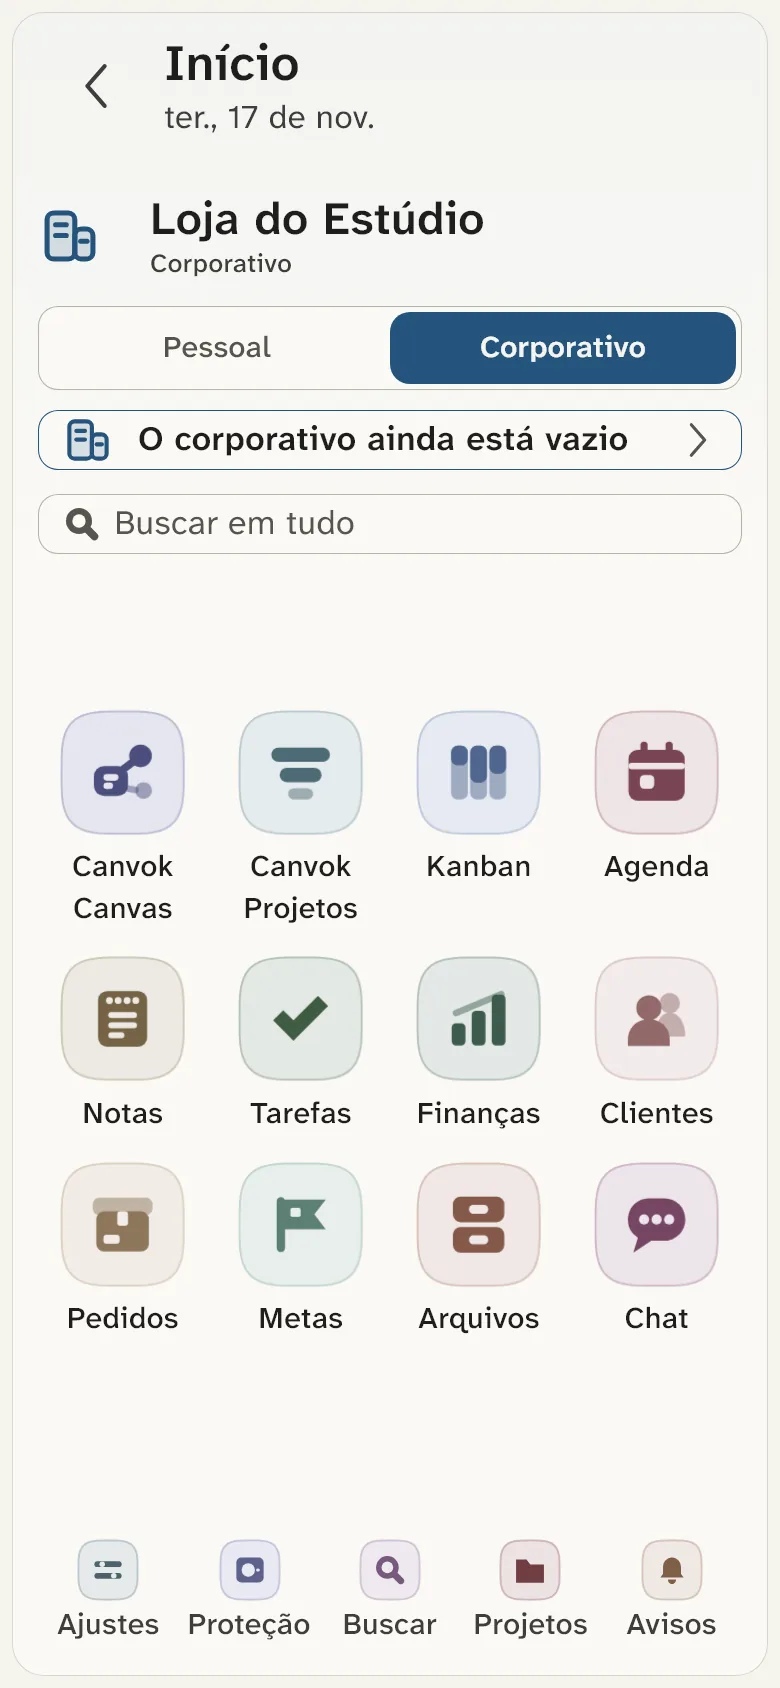 Início
ter., 17 de nov.
Loja do Estúdio
Corporativo
Pessoal
Corporativo
O corporativo ainda está vazio
Buscar em tudo
Canvok Canvas
Canvok Projetos
Kanban
Agenda
Notas
Tarefas
Finanças
Clientes
Pedidos
Metas
Arquivos
Chat
Ajustes
Proteção
Buscar
Projetos
Avisos